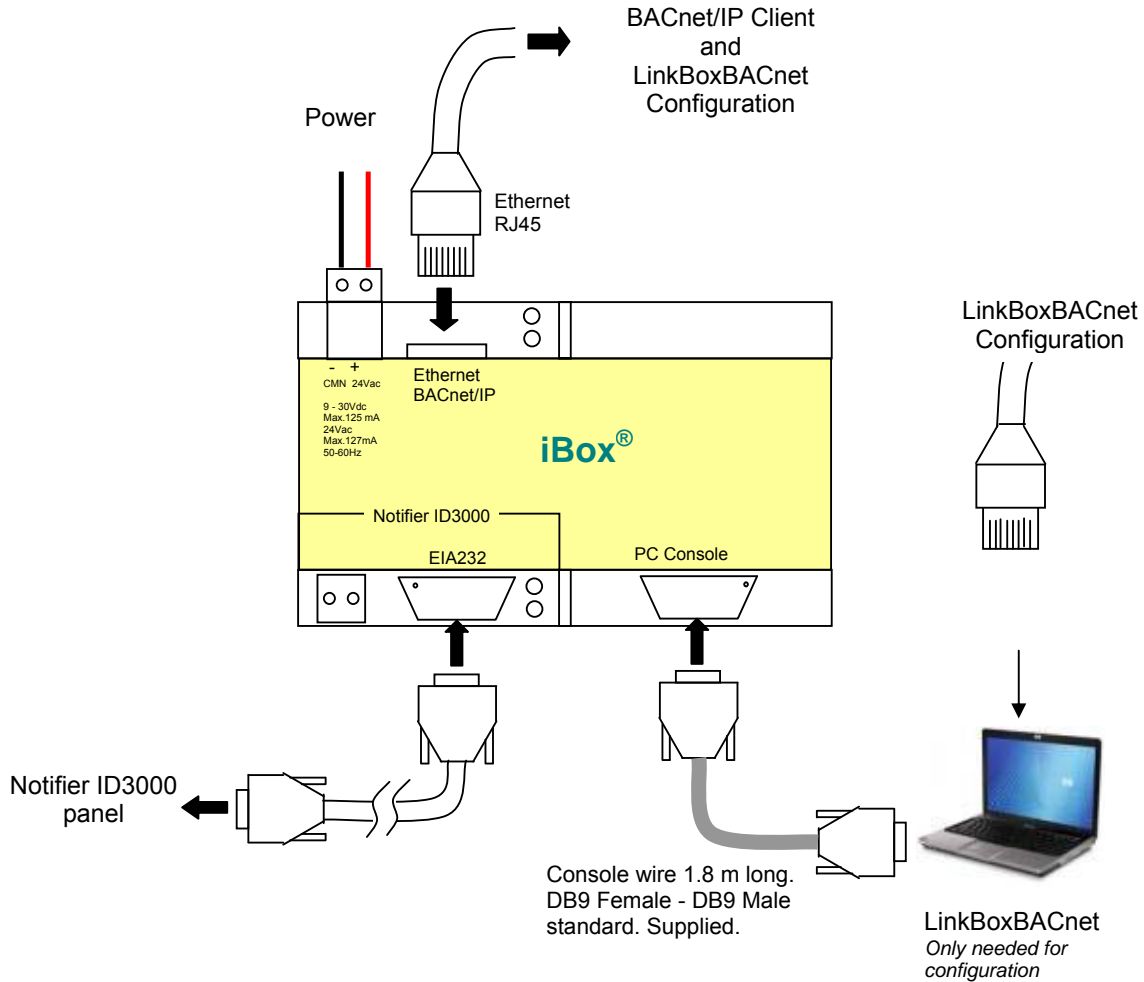 BACnet/IP Client
and
LinkBoxBACnet
Configuration
Power
Ethernet
RJ45
LinkBoxBACnet
Configuration
- +
CMN 24Vac
9 - 30Vdc
Max.125 mA
24Vac
Max.127mA
50-60Hz
Ethernet
BACnet/IP
iBox®
Notifier ID3000
EIA232
PC Console
Notifier ID3000
panel
Console wire 1.8 m long.
DB9 Female - DB9 Male
standard. Supplied.
LinkBoxBACnet
Only needed for
configuration